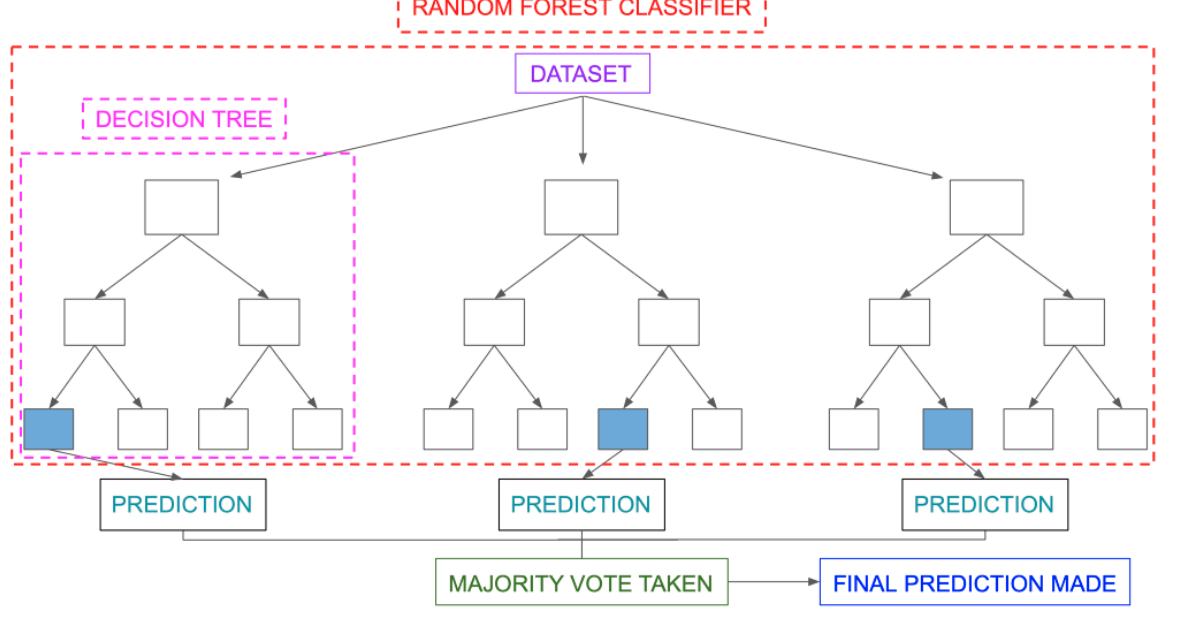 RANDOM FOREST CLASSIFIER
DATASET
DECISION TREE
PREDICTION
PREDICTION
PREDICTION
MAJORITY VOTE TAKEN
FINAL PREDICTION MADE